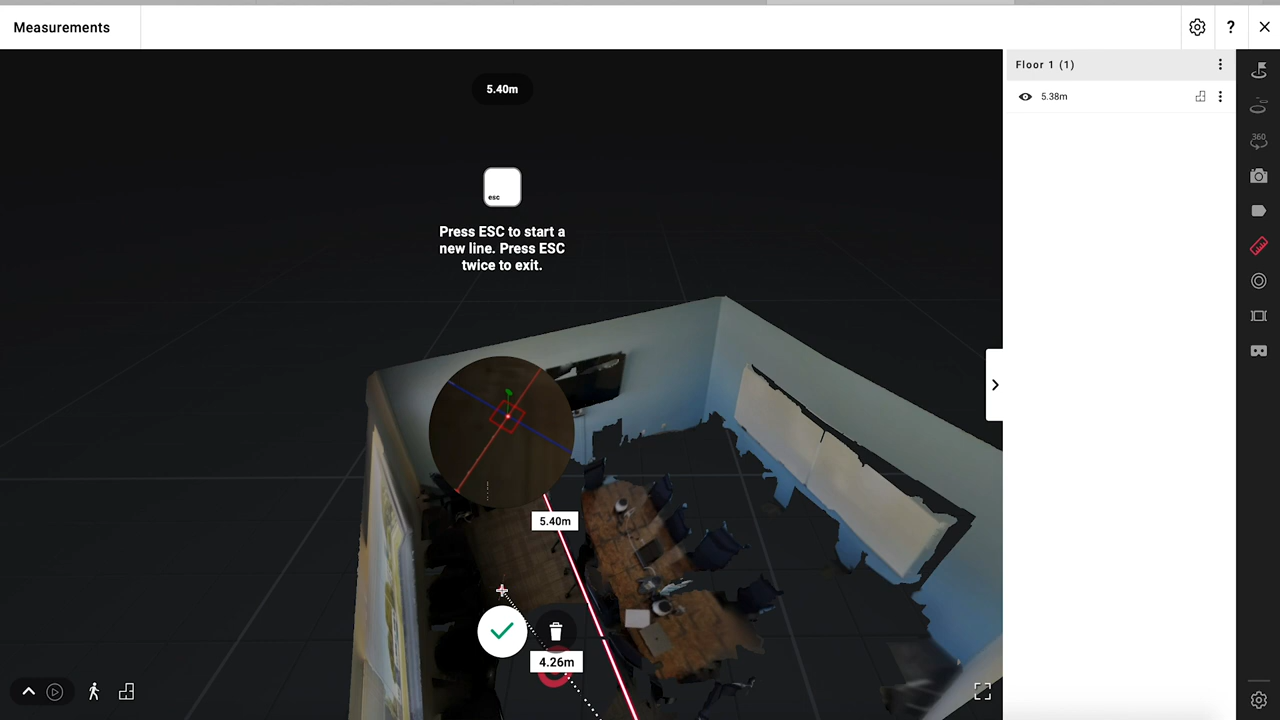 Measurements
?
Floor 1 (1)
5.40m
5.38m
360
esc
Press ESC to start a
new line. Press ESC
twice to exit.
5.40m
4.26m